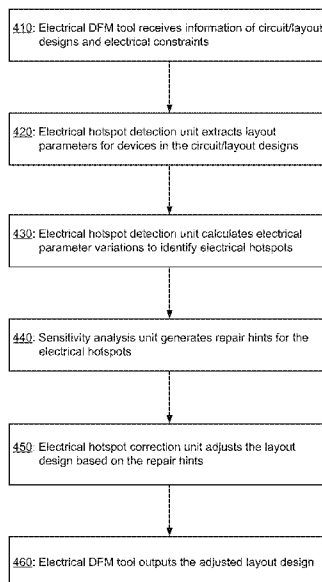 410: Electrical DFM tool receives information of circuit/layout
designs and electrical constraints
420: Electrical hotspot detection unit extracts layout
parameters for devices in the circuit/layout designs
430: Electrical hotspot detection unit calculates electrical
parameter variations to identify electrical hotspots
440: Sensitivity analysis unit generates repair hints for the
electrical hotspots
450: Electrical hotspot correction unit adjusts the layout
design based on the repair hints
460: Electrical DFM tool outputs the adjusted layout design